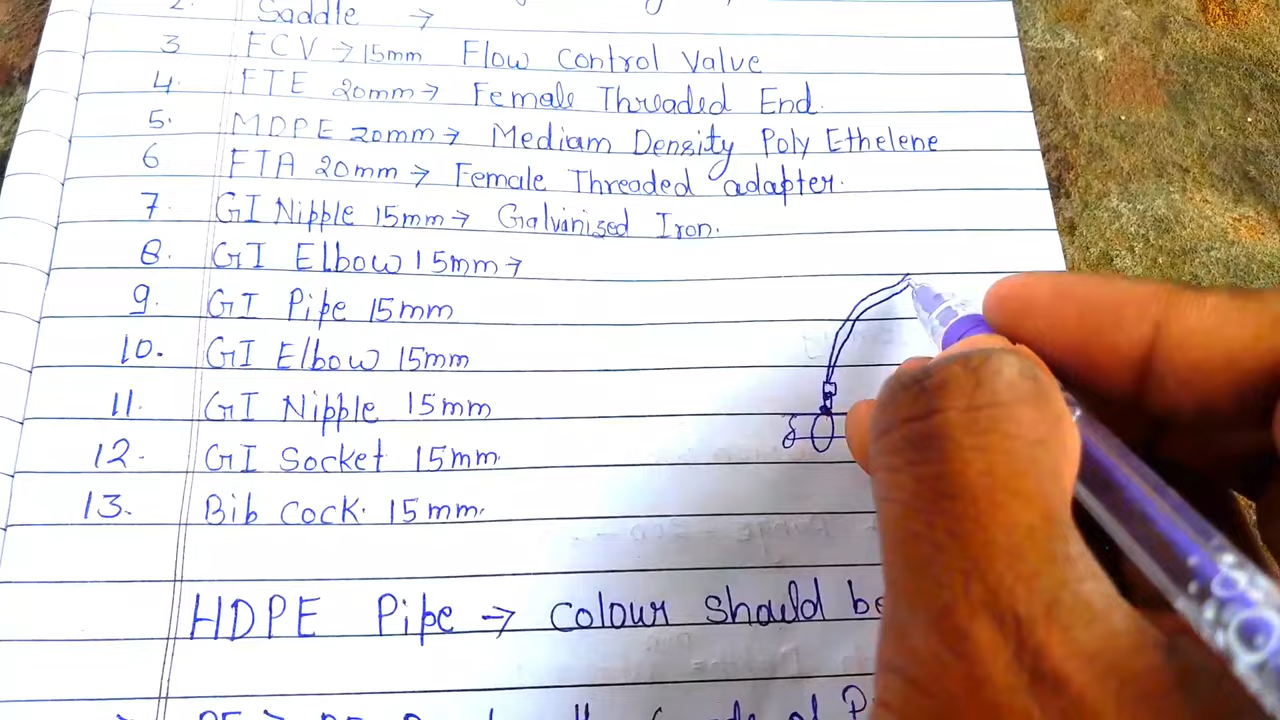 2. Saddle →
3 FCV → 15mm Flow Control Valve
4. FTE 20mm → Female Threaded End.
5. MDPE 20mm → Mediam Density Poly Ethelene
6 FTA 20mm → Female Threaded adapter.
7. GI Nipple 15mm → Galvanised Iron.
8. GI Elbow 15mm →
9. GI Pipe 15mm
10. GI Elbow 15mm
11. GI Nipple 15mm
12. GI Socket 15mm.
13. Bib cock. 15mm.
HDPE Pipe → colour should be